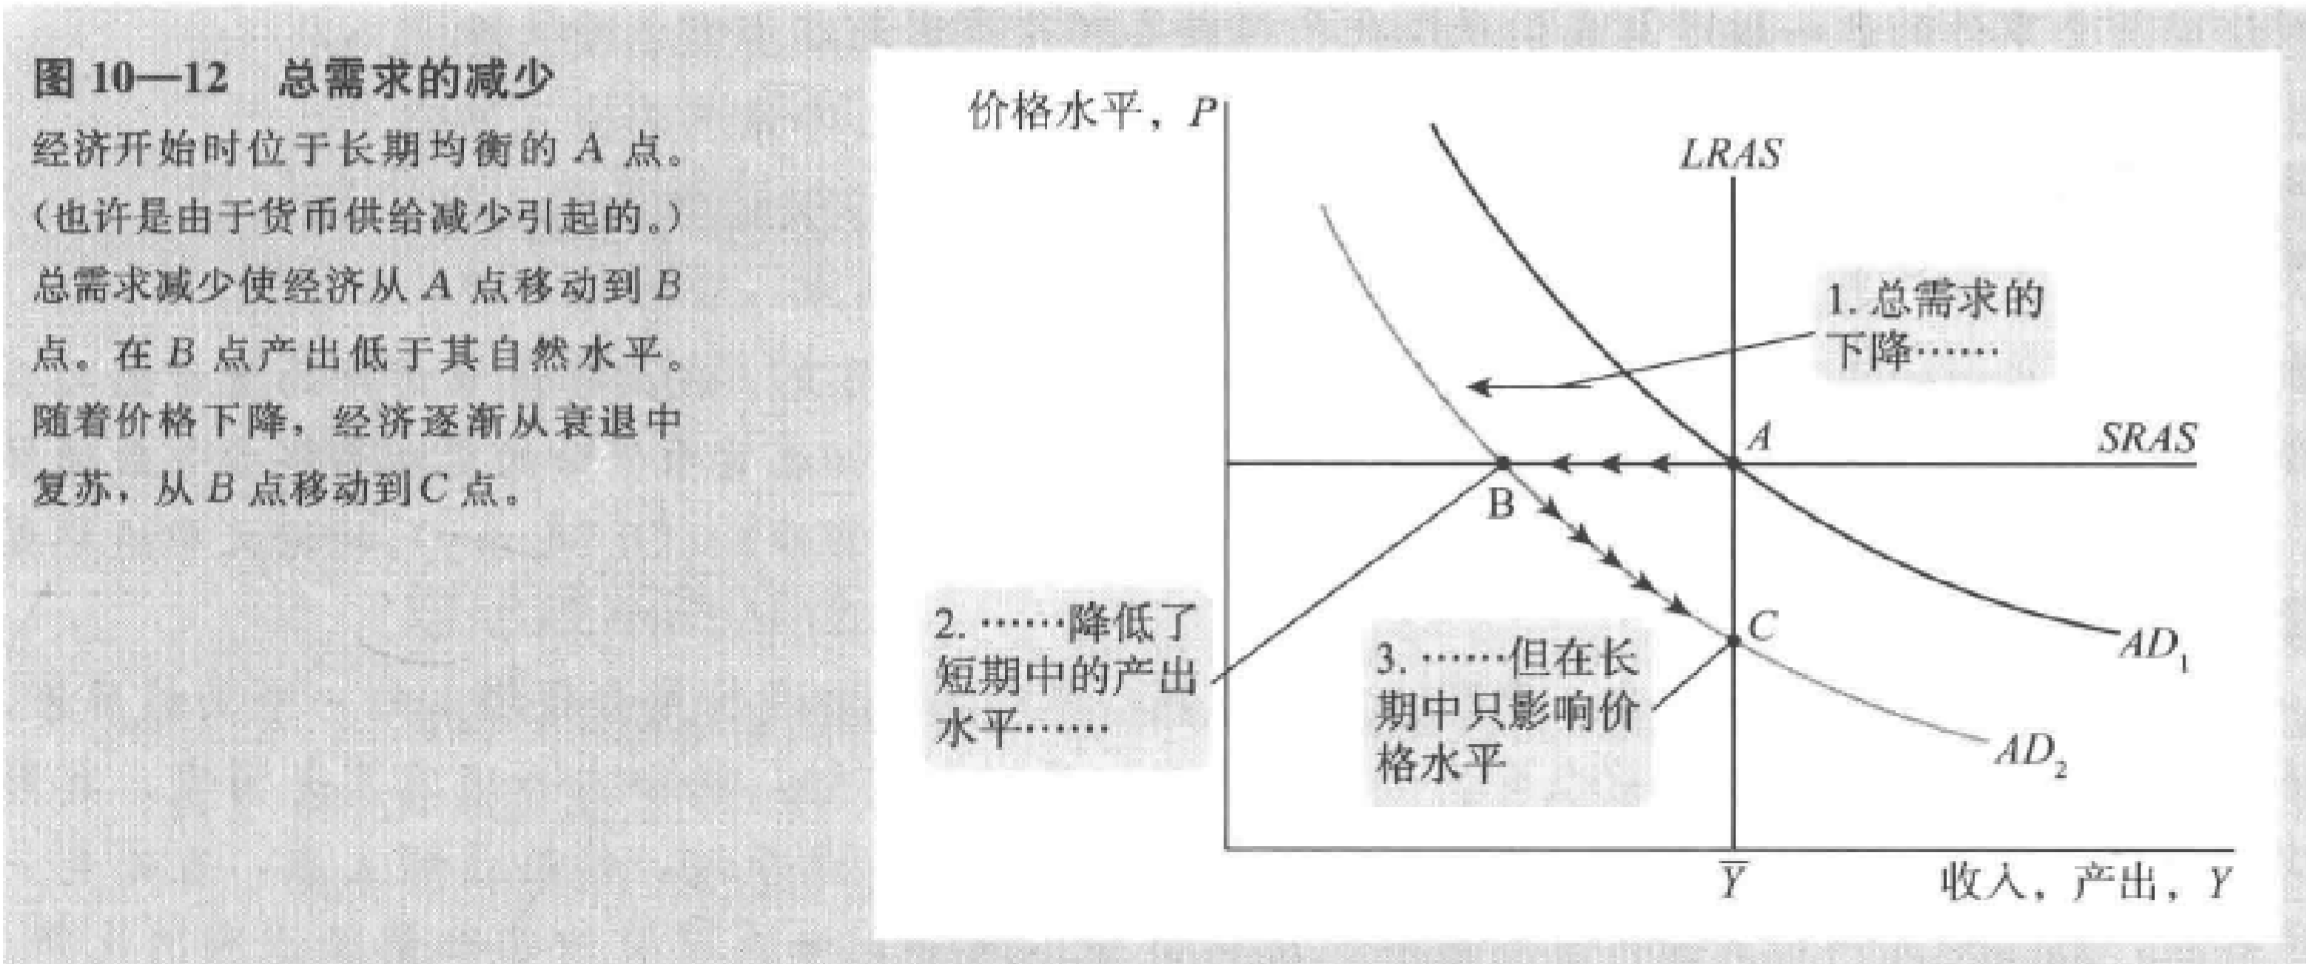 图 10—12 总需求的减少
经济开始时位于长期均衡的 A 点。
（也许是由于货币供给减少引起的。）
总需求减少使经济从 A 点移动到 B
点。在 B 点产出低于其自然水平。
随着价格下降，经济逐渐从衰退中
复苏，从 B 点移动到 C 点。
价格水平，P
LRAS
1. 总需求的
下降……
A
SRAS
B
2. ……降低了
短期中的产出
水平……
3. ……但在长
期中只影响价
格水平
C
AD₁
AD₂
Y̅
收入，产出，Y